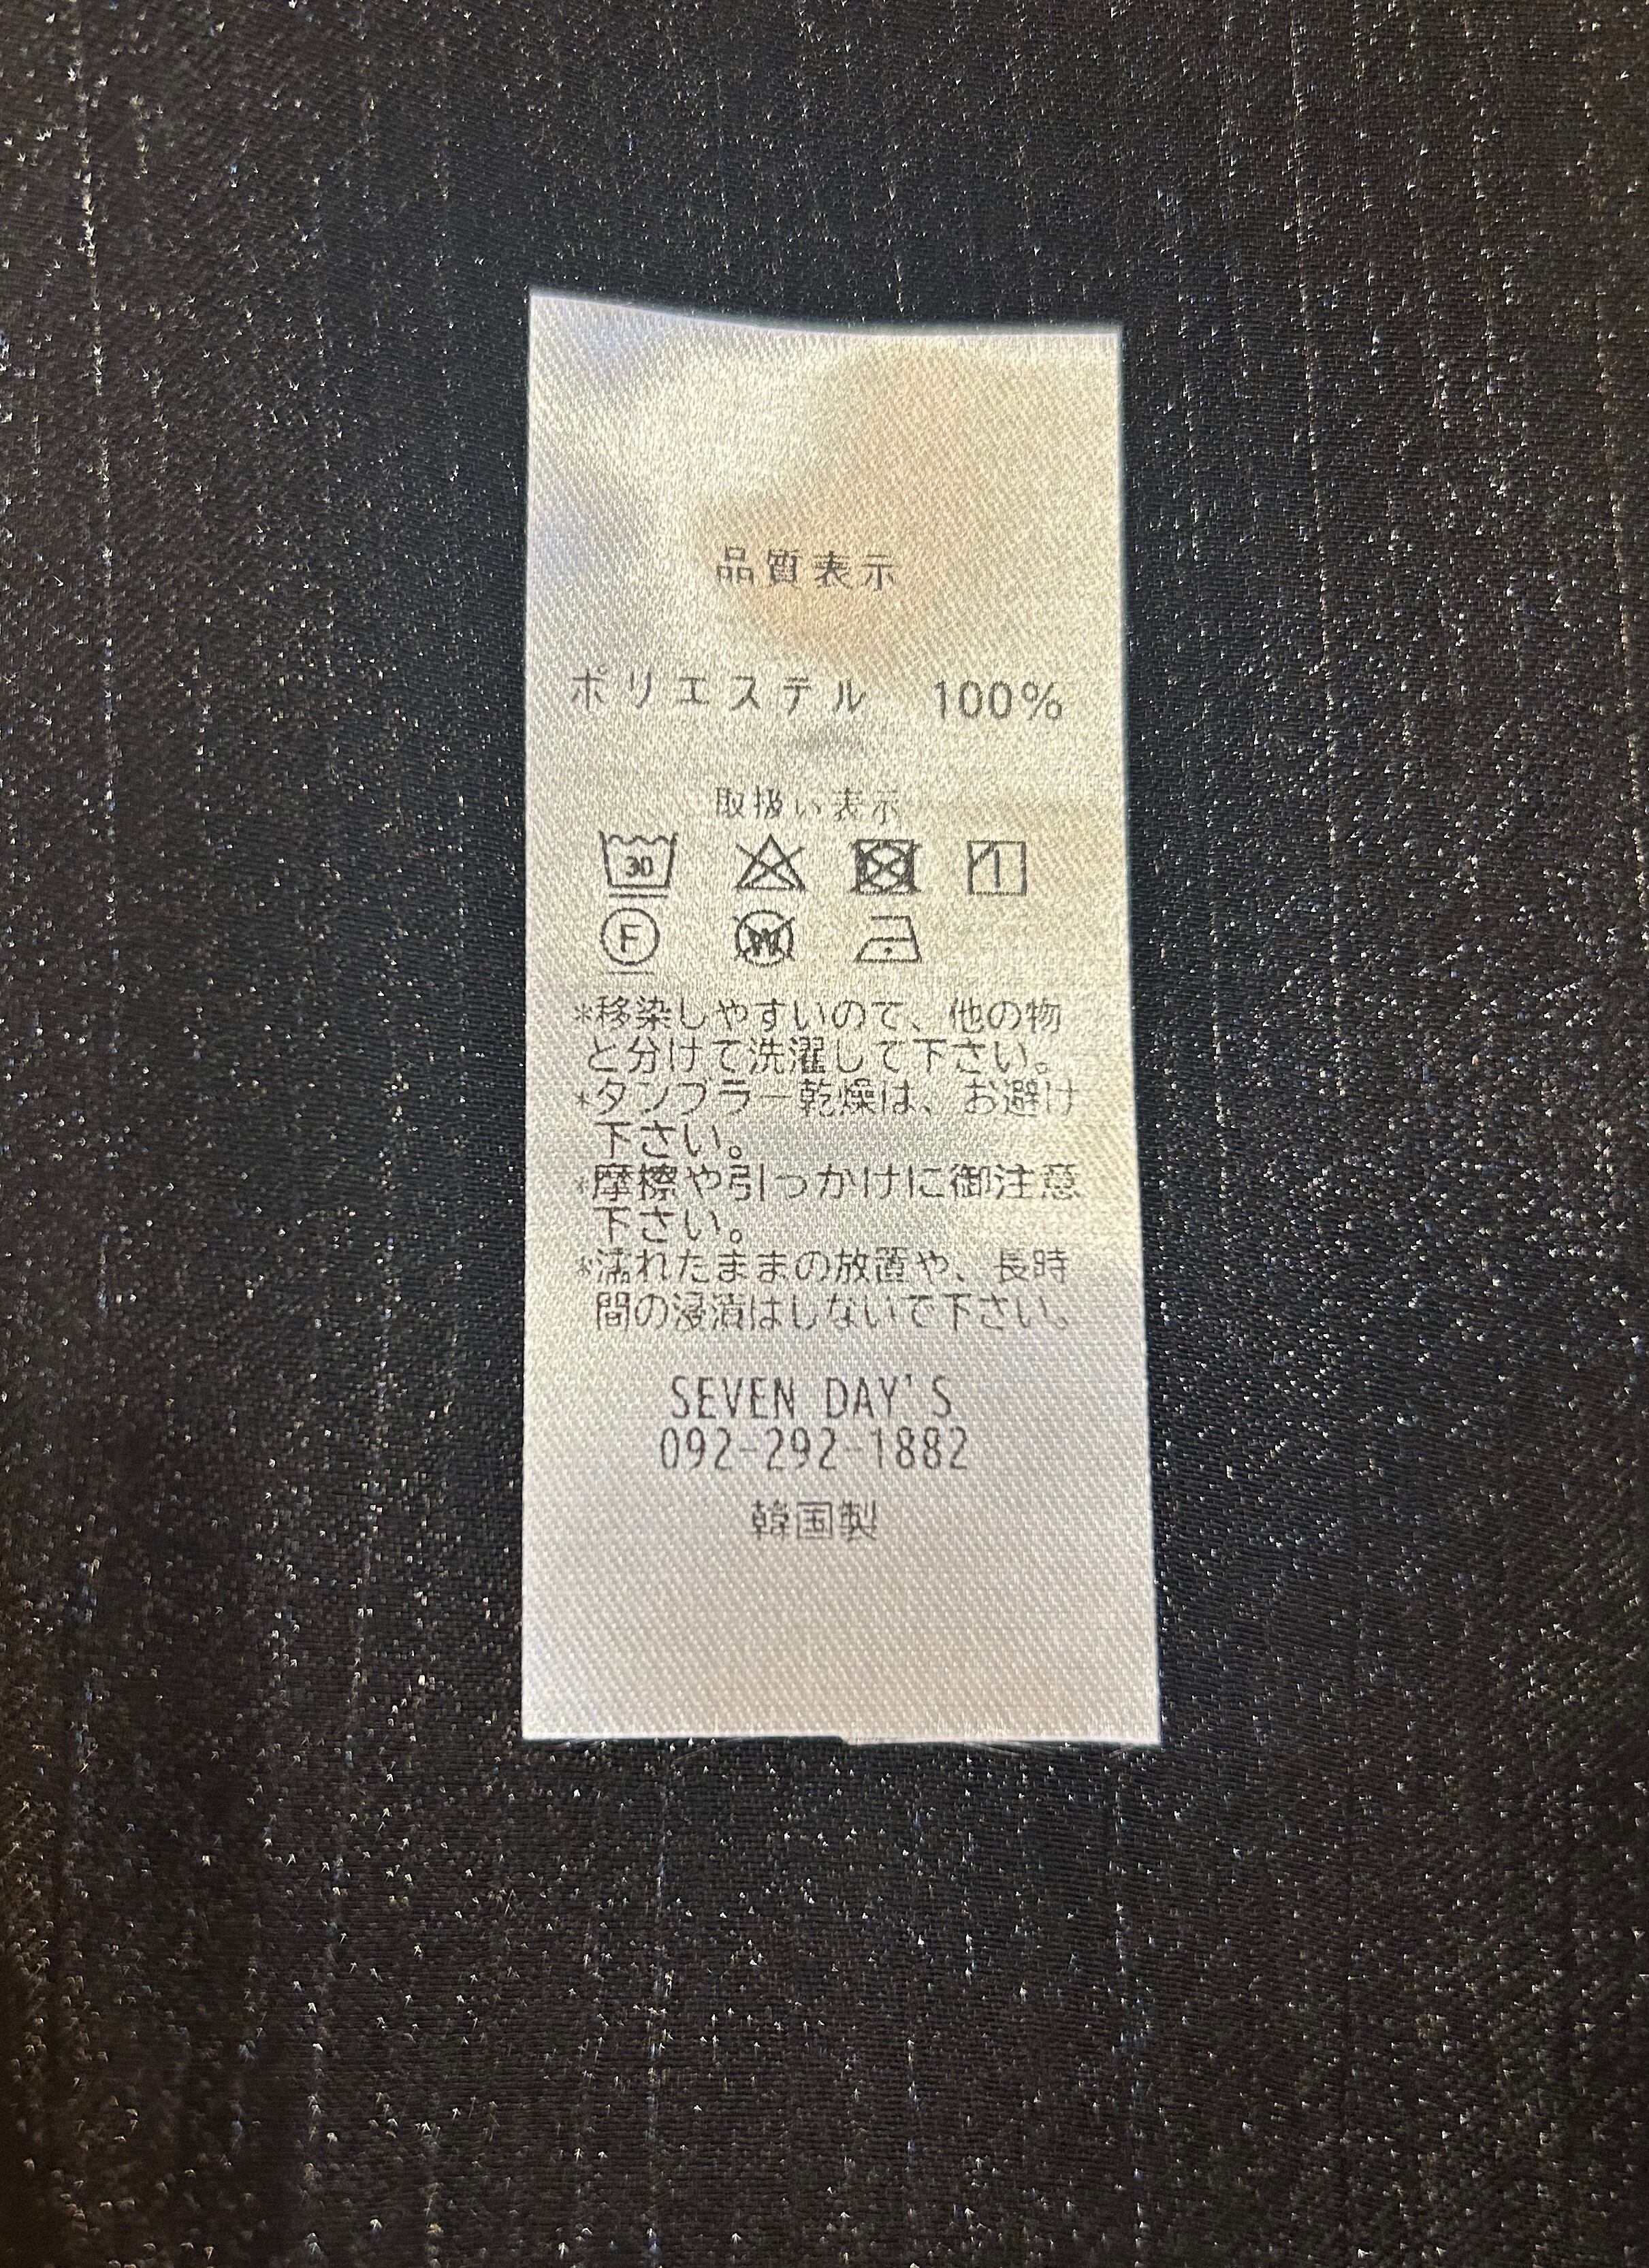 品質表示
ポリエステル 100%
取扱い表示
30
F
W
*移染しやすいので、他の物
と分けて洗濯して下さい。
*タンブラー乾燥は、お避け
下さい。
*摩擦や引っかけに御注意
下さい。
*濡れたままの放置や、長時
間の浸漬はしないで下さい。
SEVEN DAY'S
092-292-1882
韓国製